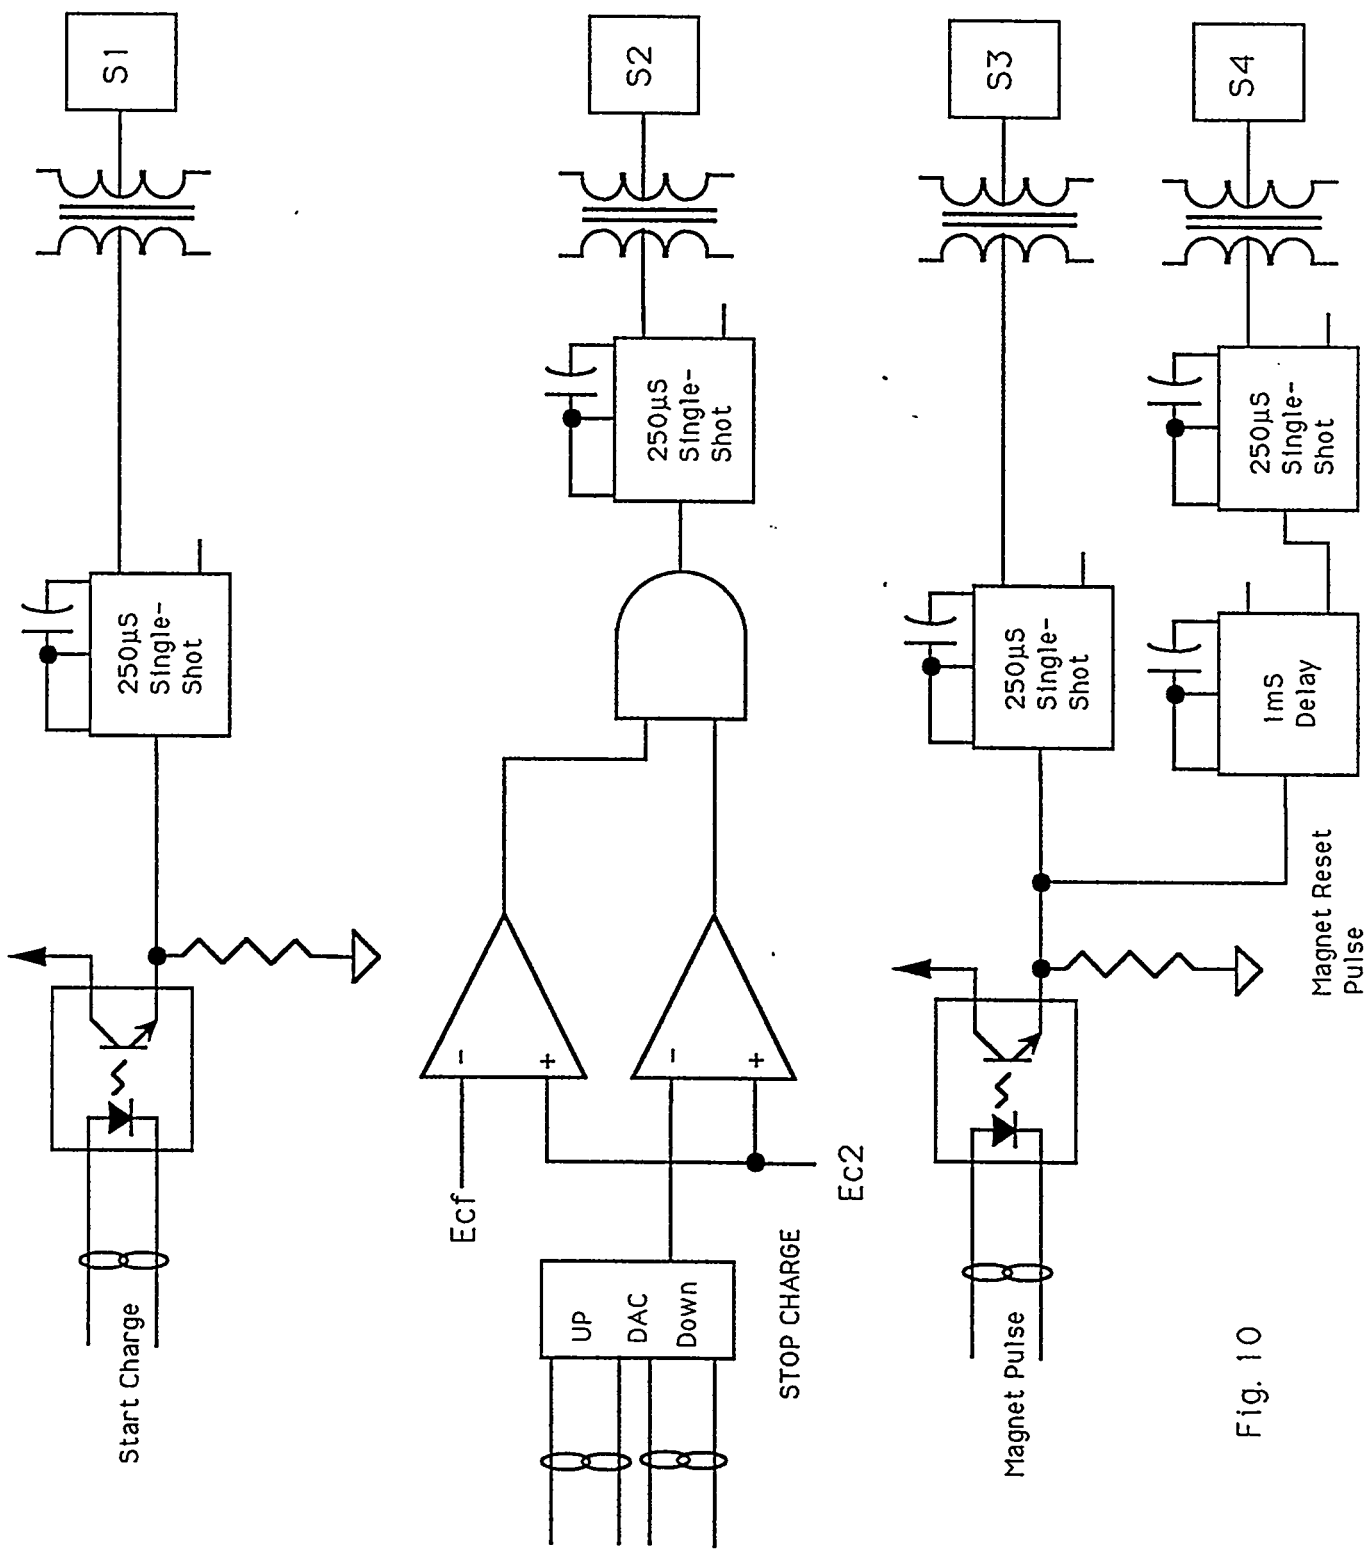 Start Charge
250µS
Single-
Shot
S1
Ecf
-
+
UP
DAC
Down
STOP CHARGE
Ec2
-
+
250µS
Single-
Shot
S2
Magnet Pulse
250µS
Single-
Shot
S3
Magnet Reset
Pulse
1mS
Delay
250µS
Single-
Shot
S4
Fig. 10